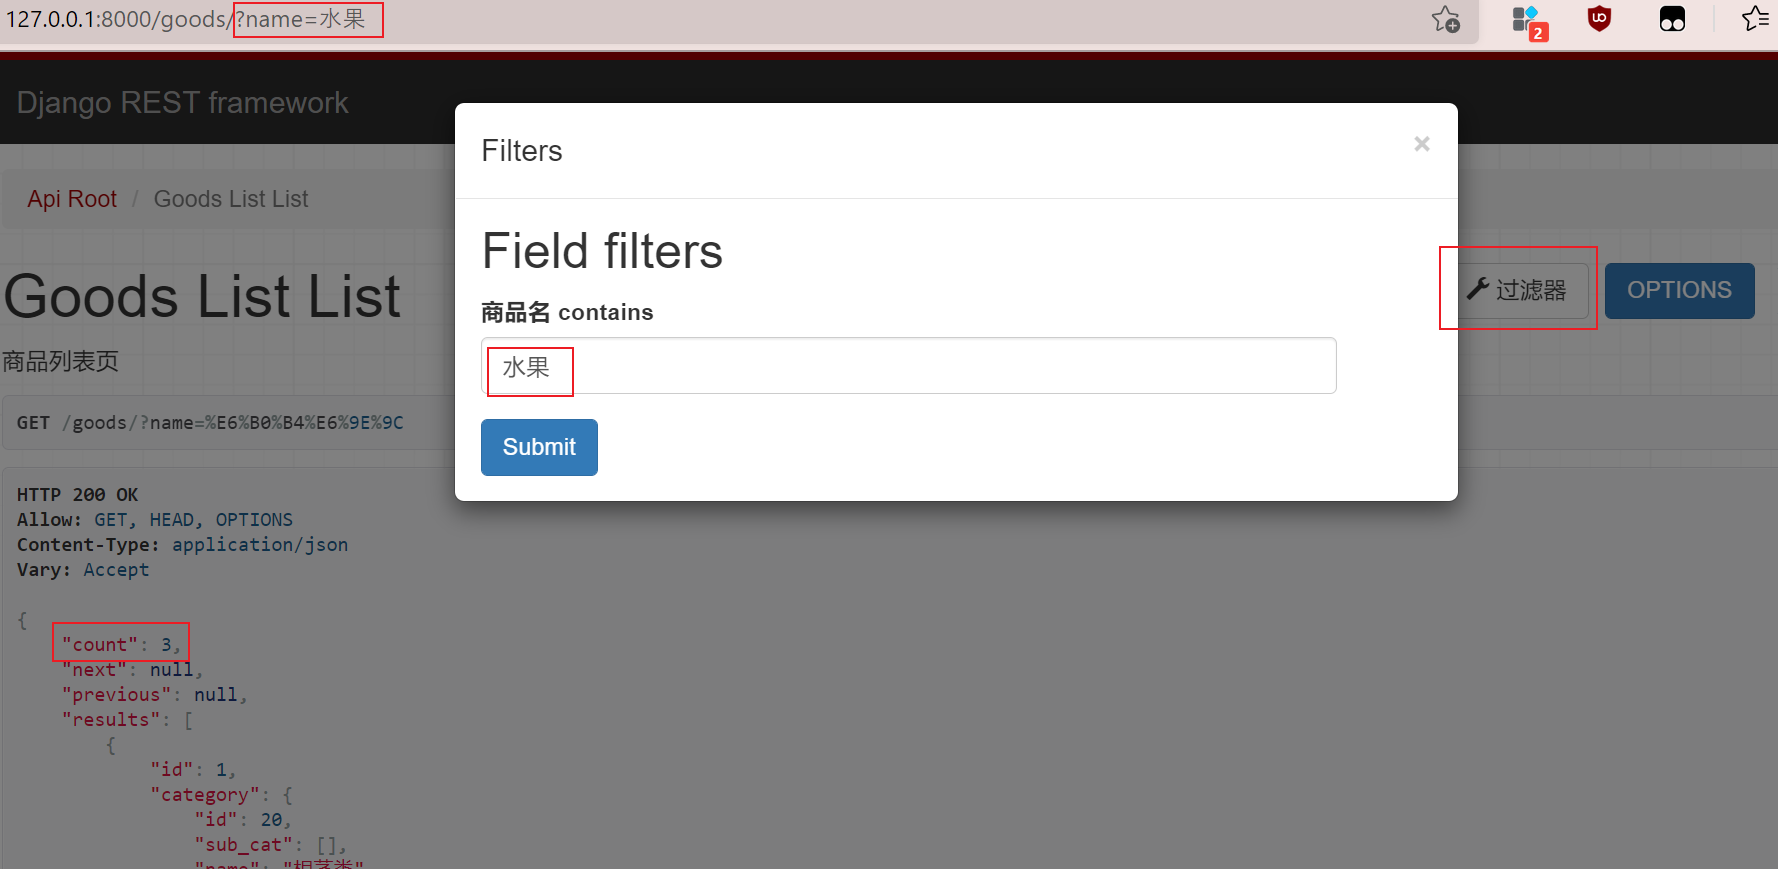 127.0.0.1:8000/goods/?name=水果
2
Django REST framework
Filters
×
Api Root / Goods List List
Field filters
Goods List List
过滤器
OPTIONS
商品名 contains
水果
商品列表页
GET /goods/?name=%E6%B0%B4%E6%9E%9C
Submit
HTTP 200 OK
Allow: GET, HEAD, OPTIONS
Content-Type: application/json
Vary: Accept
{
"count": 3,
"next": null,
"previous": null,
"results": [
{
"id": 1,
"category": {
"id": 20,
"sub_cat": [],
"name": "根茎类"